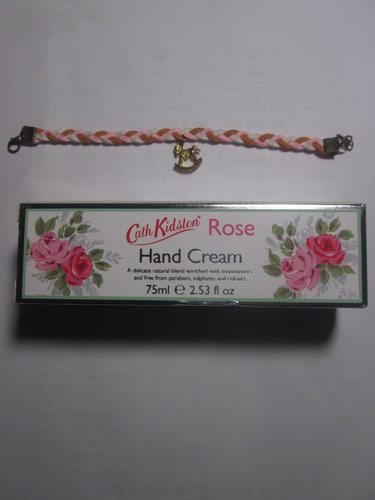 Cath Kidston® Rose
Hand Cream
A delicate natural blend enriched with moisturisers,
and free from parabens, sulphates and colours.
75ml ℮ 2.53 fl oz